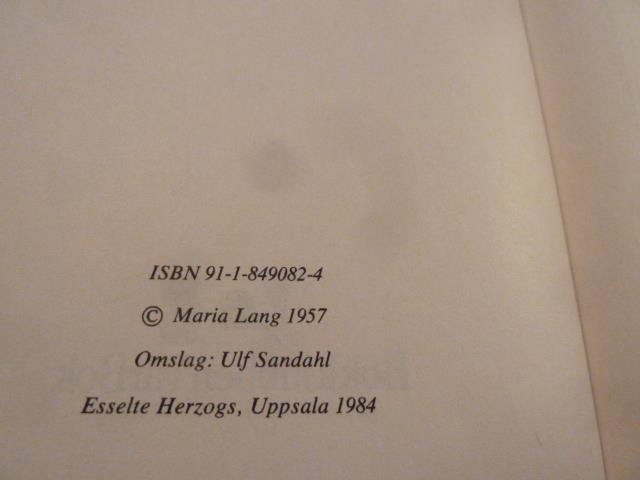 ISBN 91-1-849082-4
© Maria Lang 1957
Omslag: Ulf Sandahl
Esselte Herzogs, Uppsala 1984